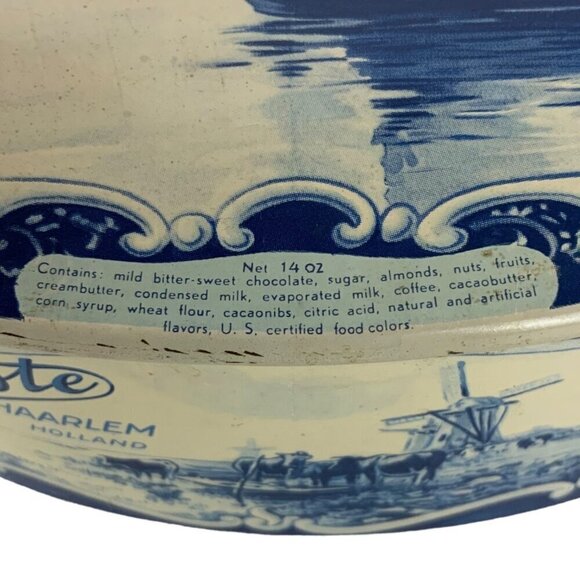 Net 14 OZ
Contains: mild bitter-sweet chocolate, sugar, almonds, nuts, fruits,
creambutter, condensed milk, evaporated milk, coffee, cacaobutter,
corn syrup, wheat flour, cacaonibs, citric acid, natural and artificial
flavors, U. S. certified food colors.
ste
HAARLEM
HOLLAND